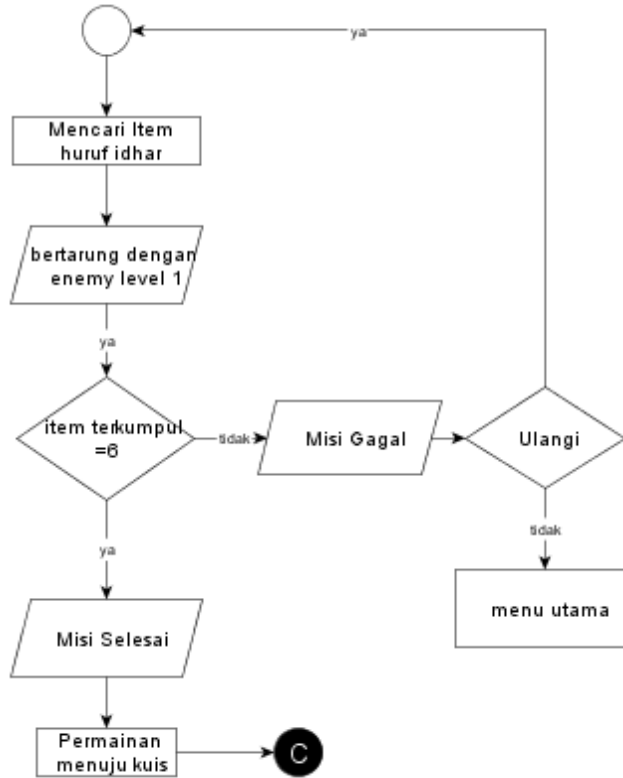 ya
Mencari Item
huruf idhar
bertarung dengan
enemy level 1
ya
item terkumpul
=6
tidak
Misi Gagal
Ulangi
ya
tidak
Misi Selesai
menu utama
Permainan
menuju kuis
C